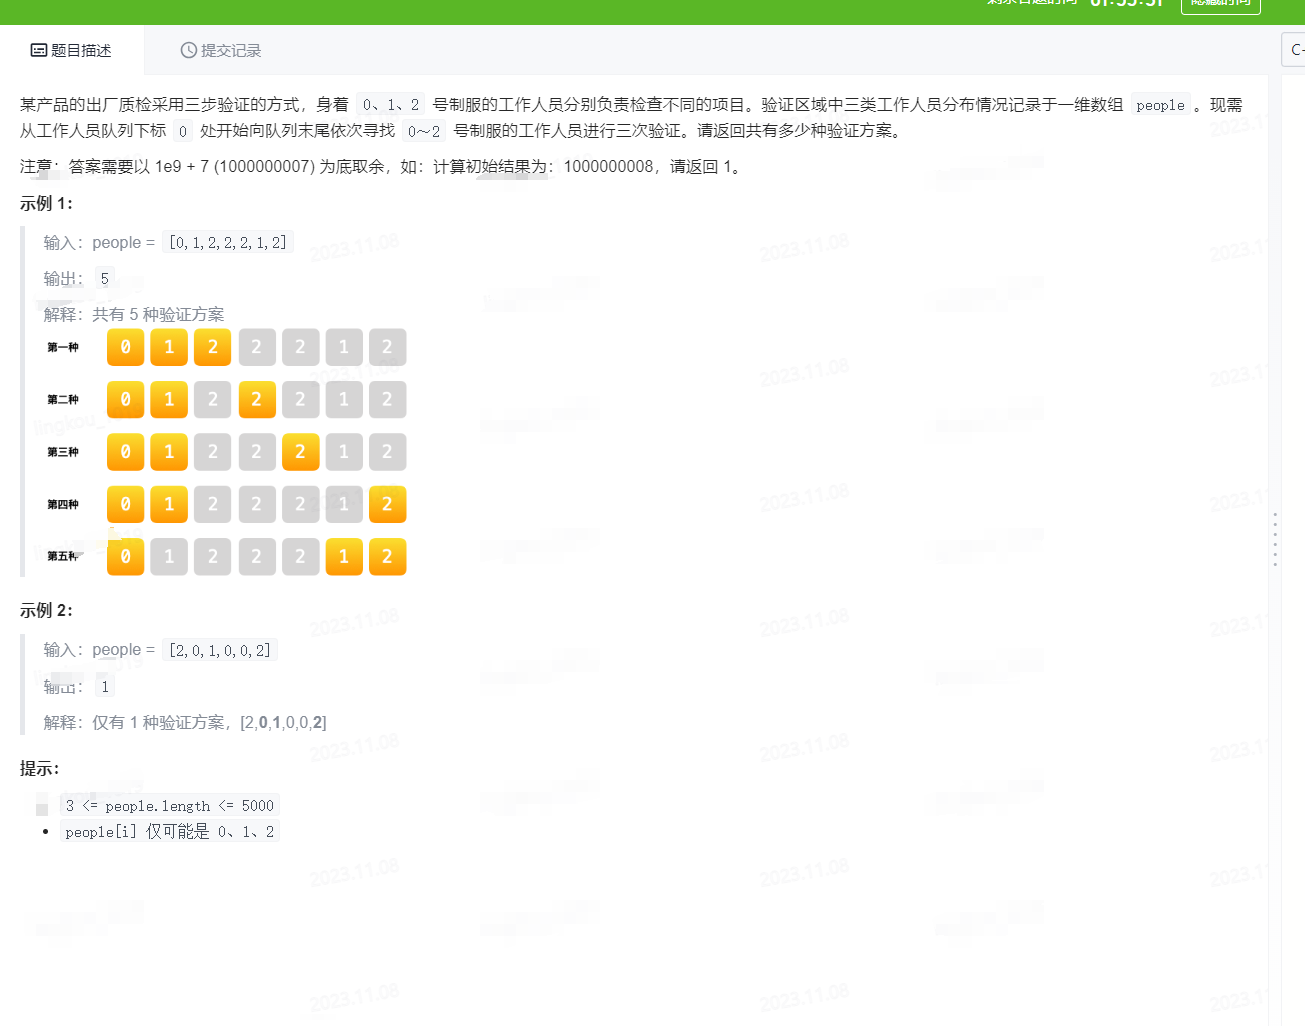 题目描述
提交记录
某产品的出厂质检采用三步验证的方式，身着 0、1、2 号制服的工作人员分别负责检查不同的项目。验证区域中三类工作人员分布情况记录于一维数组 people 。现需
从工作人员队列下标 0 处开始向队列末尾依次寻找 0～2 号制服的工作人员进行三次验证。请返回共有多少种验证方案。
注意：答案需要以 1e9 + 7 (1000000007) 为底取余，如：计算初始结果为：1000000008，请返回 1。
示例 1：
输入：people = [0,1,2,2,2,1,2]
输出：5
解释：共有 5 种验证方案
第一种 0 1 2 2 2 1 2
第二种 0 1 2 2 2 1 2
第三种 0 1 2 2 2 1 2
第四种 0 1 2 2 2 1 2
第五种 0 1 2 2 2 1 2
示例 2：
输入：people = [2,0,1,0,0,2]
输出：1
解释：仅有 1 种验证方案，[2,0,1,0,0,2]
提示：
3 <= people.length <= 5000
• people[i] 仅可能是 0、1、2
2023.11.08